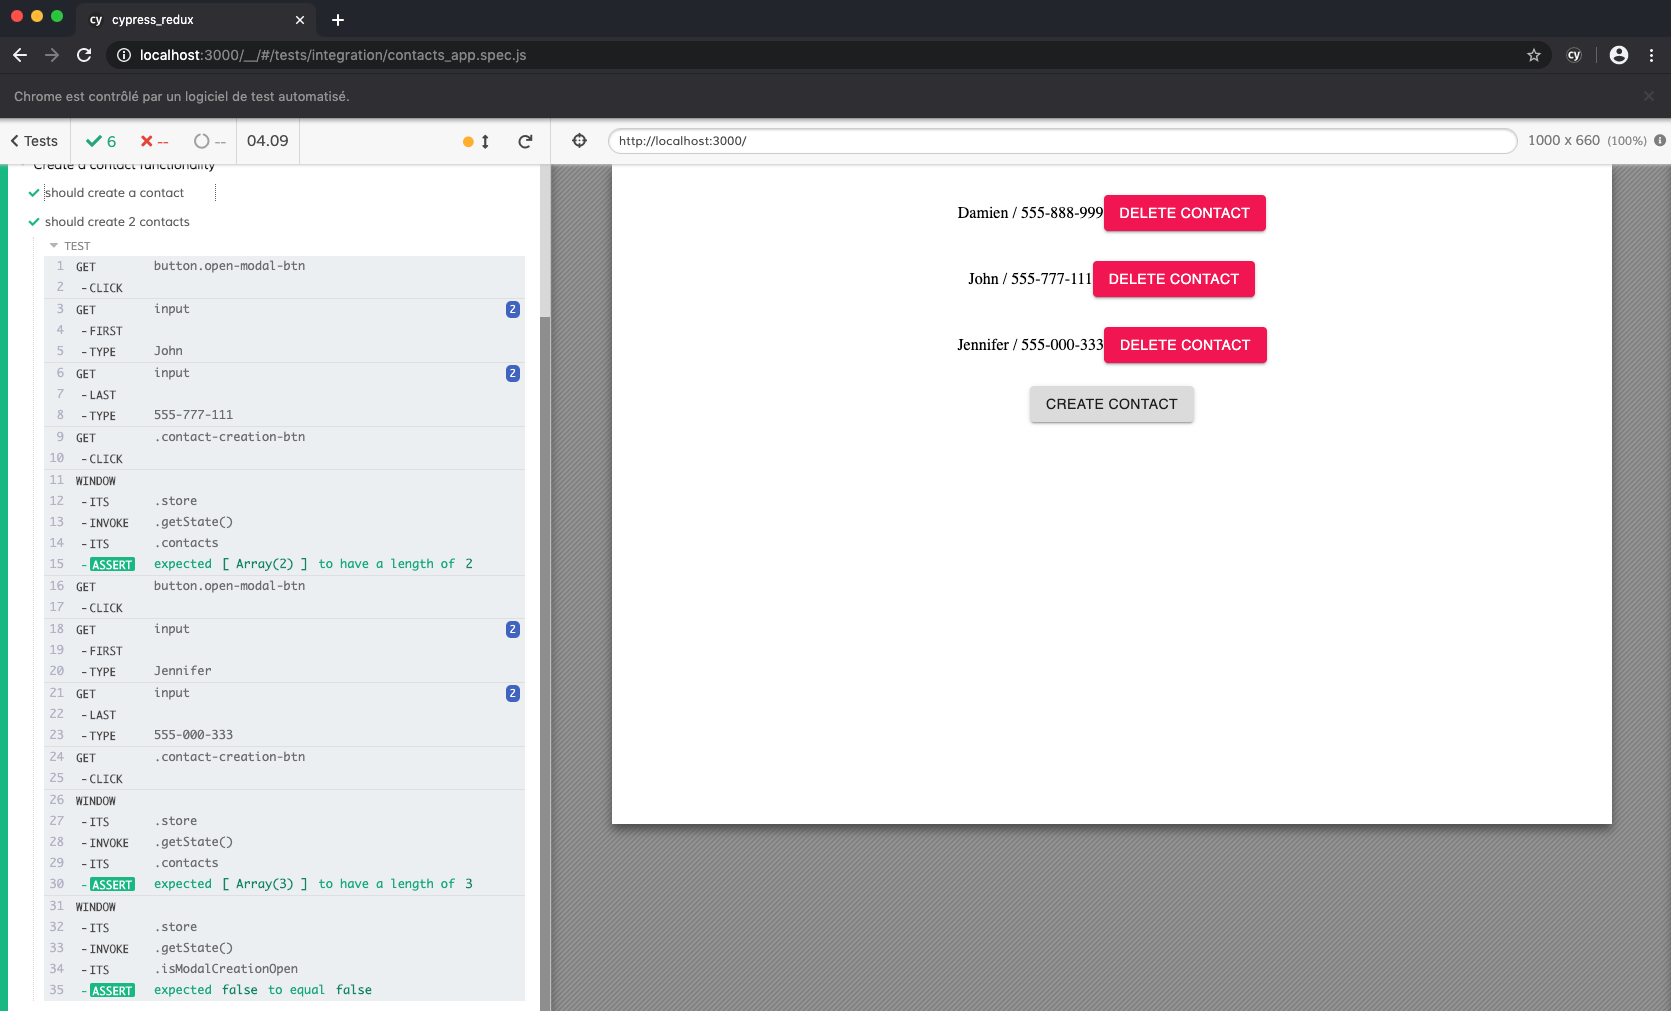 cy cypress_redux
localhost:3000/__/#/tests/integration/contacts_app.spec.js
cy
Chrome est contrôlé par un logiciel de test automatisé.
Tests 6 -- -- 04.09
http://localhost:3000/
1000 x 660 (100%)
Create a contact functionality
should create a contact
should create 2 contacts
TEST
1 GET button.open-modal-btn
2 -CLICK
3 GET input 2
4 -FIRST
5 -TYPE John
6 GET input 2
7 -LAST
8 -TYPE 555-777-111
9 GET .contact-creation-btn
10 -CLICK
11 WINDOW
12 -ITS .store
13 -INVOKE .getState()
14 -ITS .contacts
15 -ASSERT expected [ Array(2) ] to have a length of 2
16 GET button.open-modal-btn
17 -CLICK
18 GET input 2
19 -FIRST
20 -TYPE Jennifer
21 GET input 2
22 -LAST
23 -TYPE 555-000-333
24 GET .contact-creation-btn
25 -CLICK
26 WINDOW
27 -ITS .store
28 -INVOKE .getState()
29 -ITS .contacts
30 -ASSERT expected [ Array(3) ] to have a length of 3
31 WINDOW
32 -ITS .store
33 -INVOKE .getState()
34 -ITS .isModalCreationOpen
35 -ASSERT expected false to equal false
Damien / 555-888-999 DELETE CONTACT
John / 555-777-111 DELETE CONTACT
Jennifer / 555-000-333 DELETE CONTACT
CREATE CONTACT